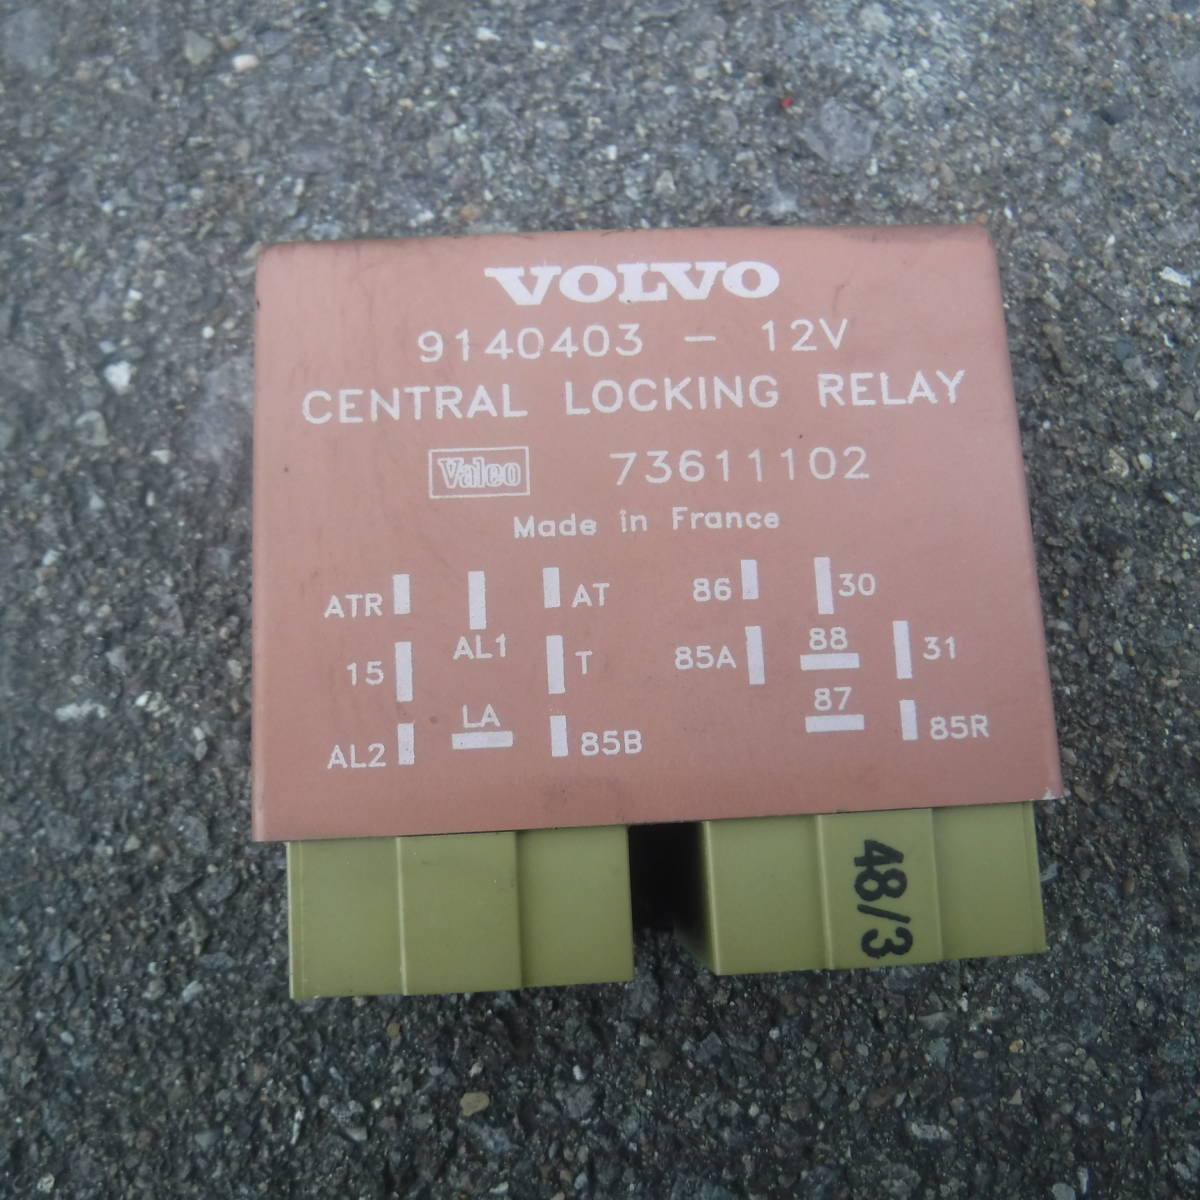 VOLVO
9140403 - 12V
CENTRAL LOCKING RELAY
Valeo 73611102
Made in France
ATR AL1 AT 86 30
15 T 85A 88 31
AL2 LA 85B 87 85R
48/3